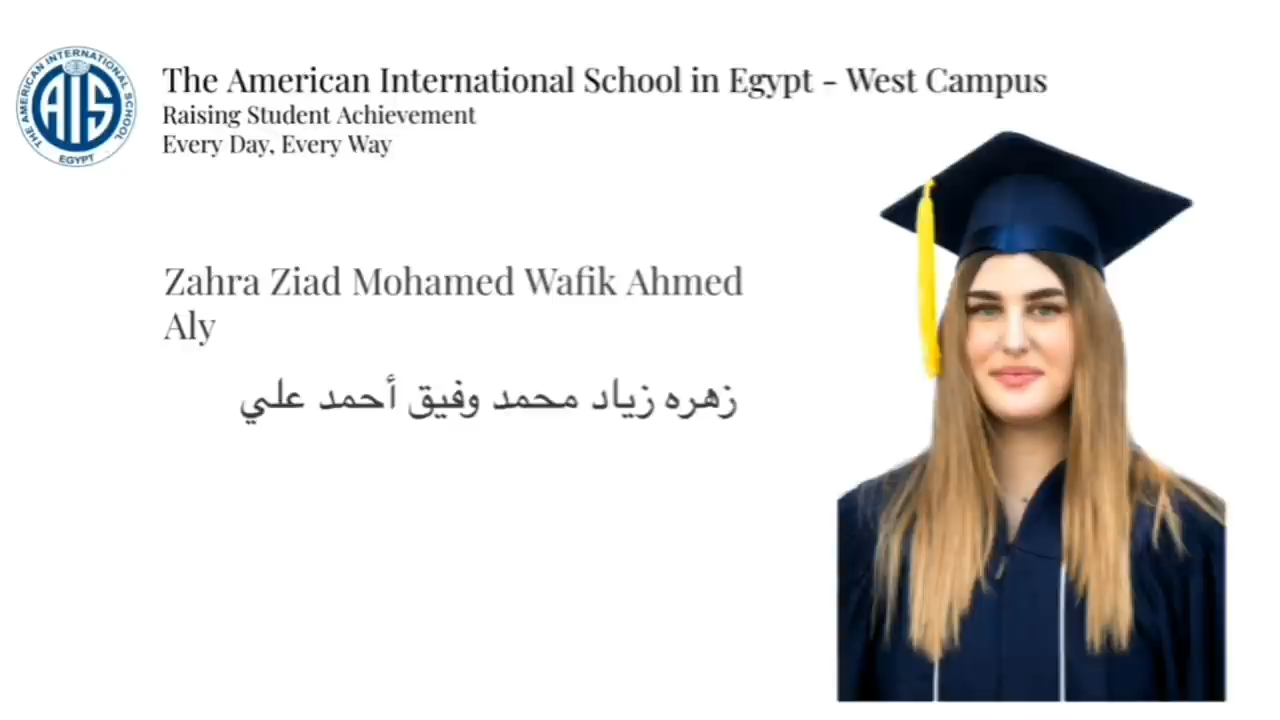 THE AMERICAN INTERNATIONAL SCHOOL
AIS
EGYPT
The American International School in Egypt - West Campus
Raising Student Achievement
Every Day, Every Way
Zahra Ziad Mohamed Wafik Ahmed
Aly
زهره زياد محمد وفيق أحمد علي